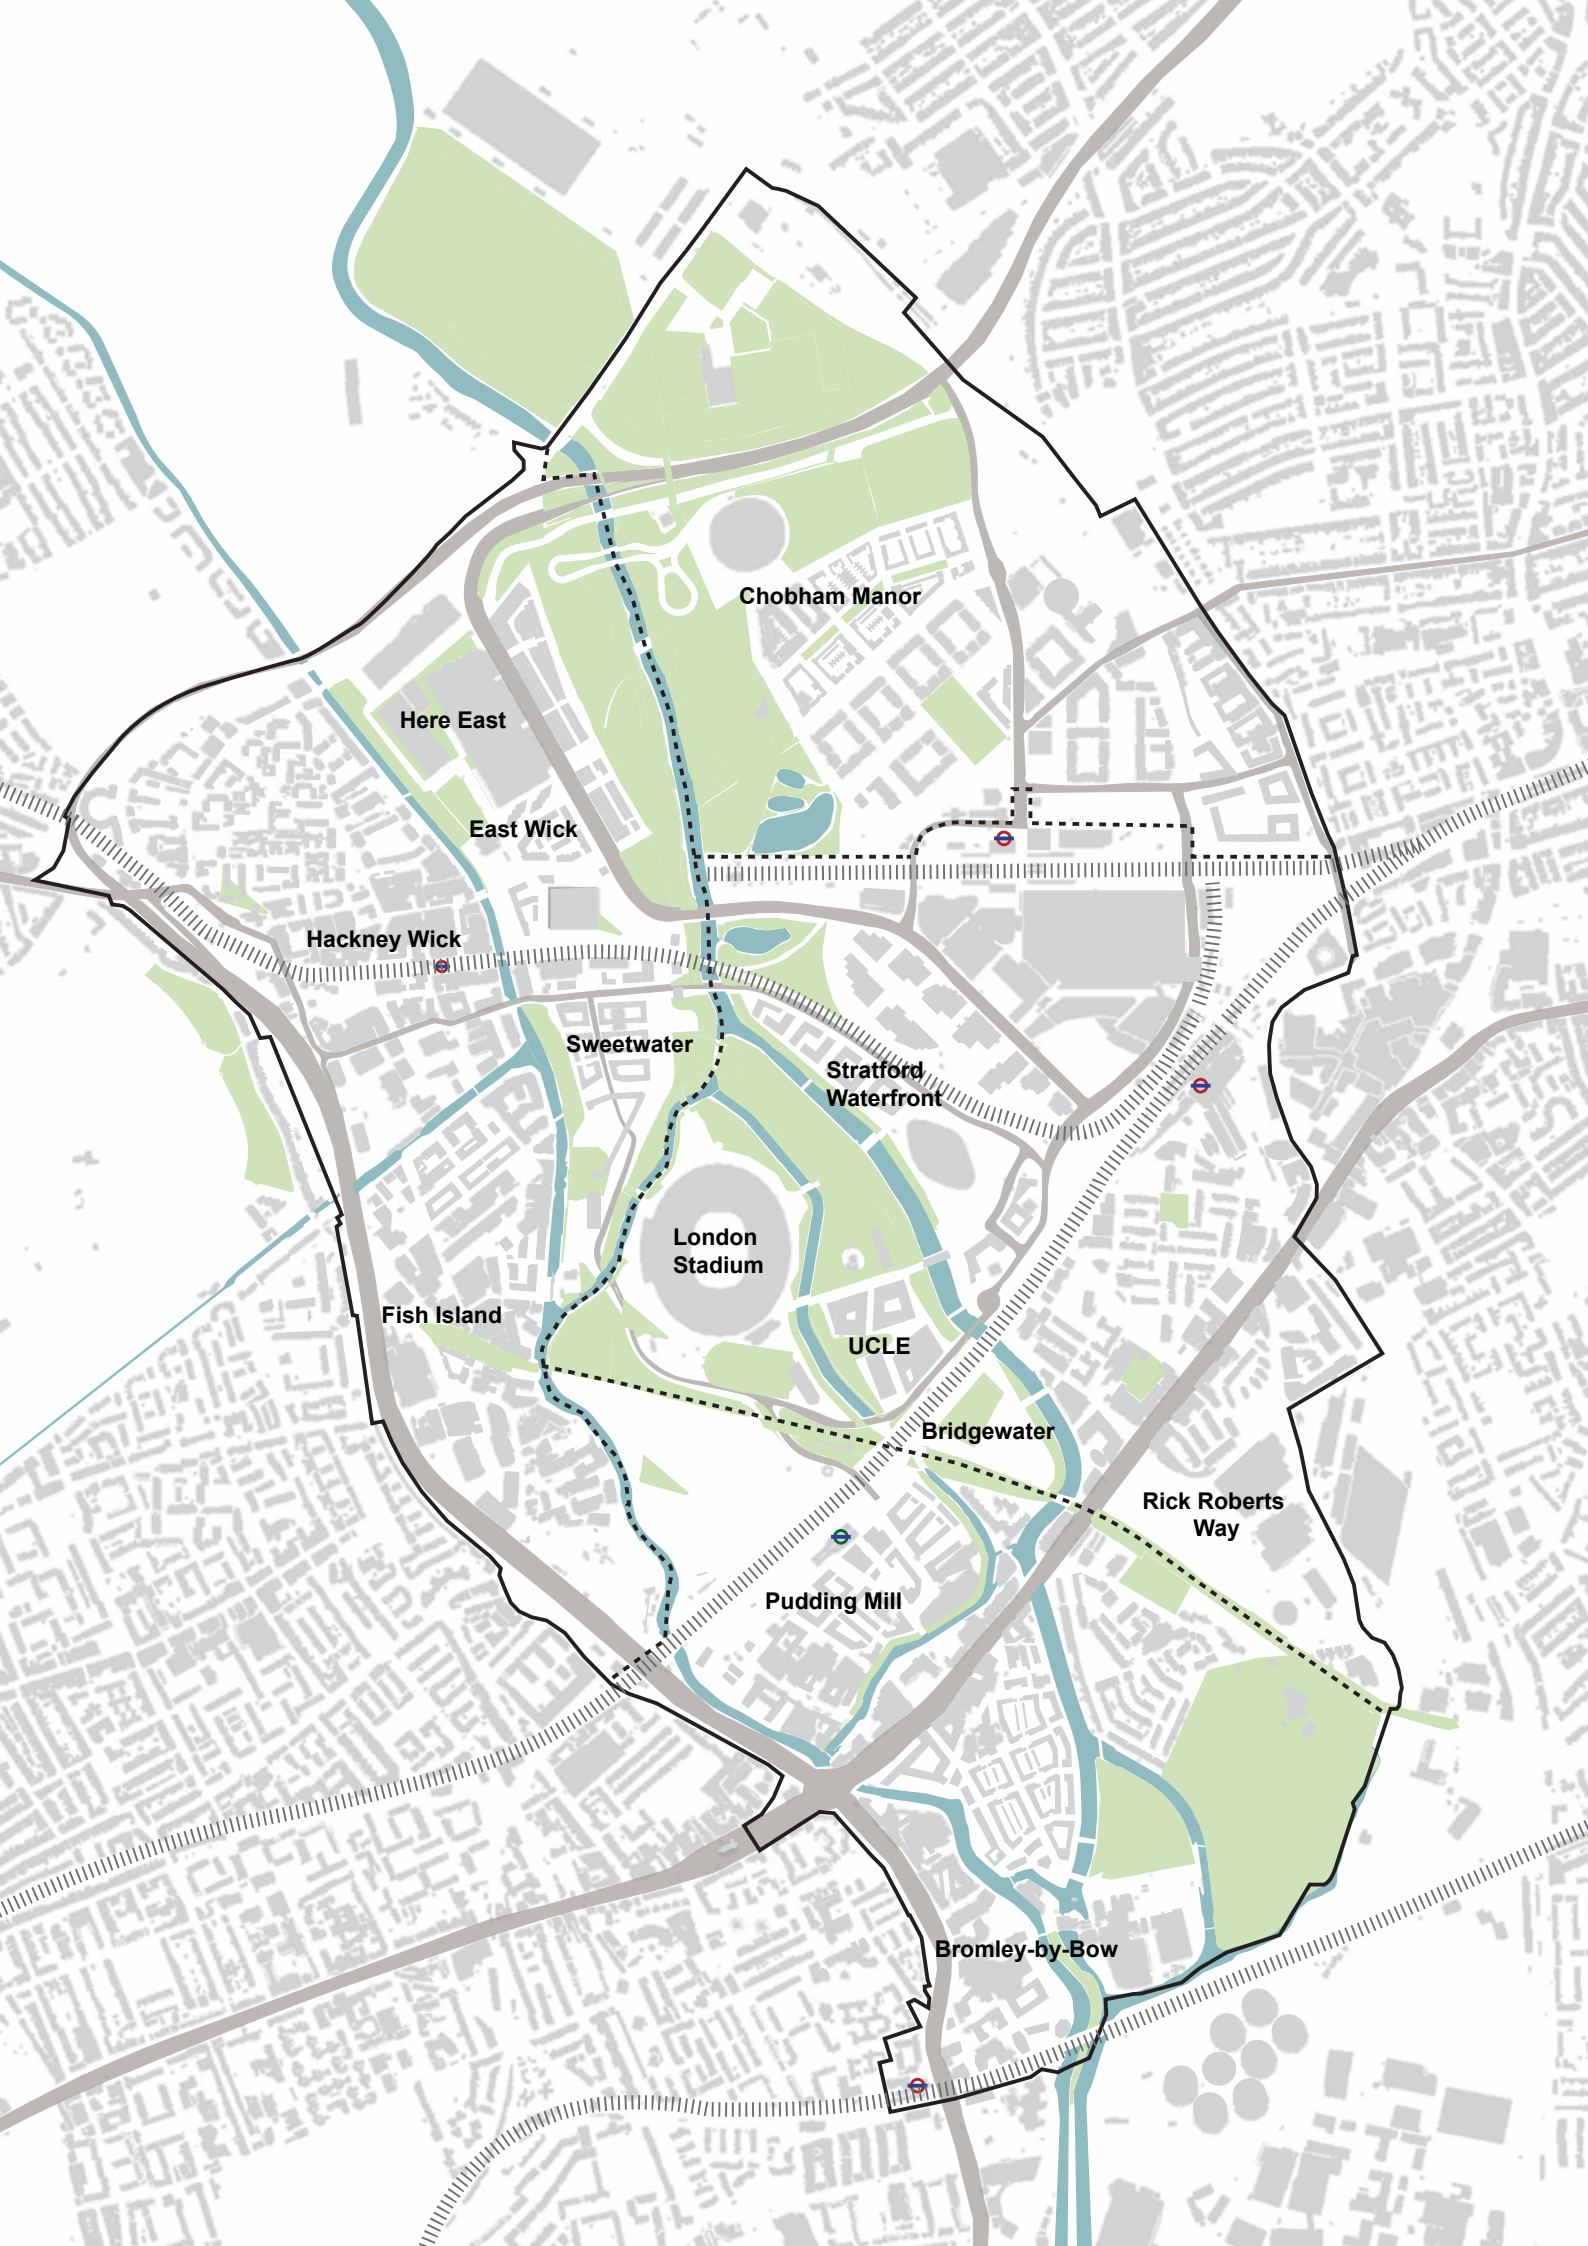 Chobham Manor
Here East
East Wick
Hackney Wick
Sweetwater
Stratford
Waterfront
London
Stadium
Fish Island
UCLE
Bridgewater
Rick Roberts
Way
Pudding Mill
Bromley-by-Bow